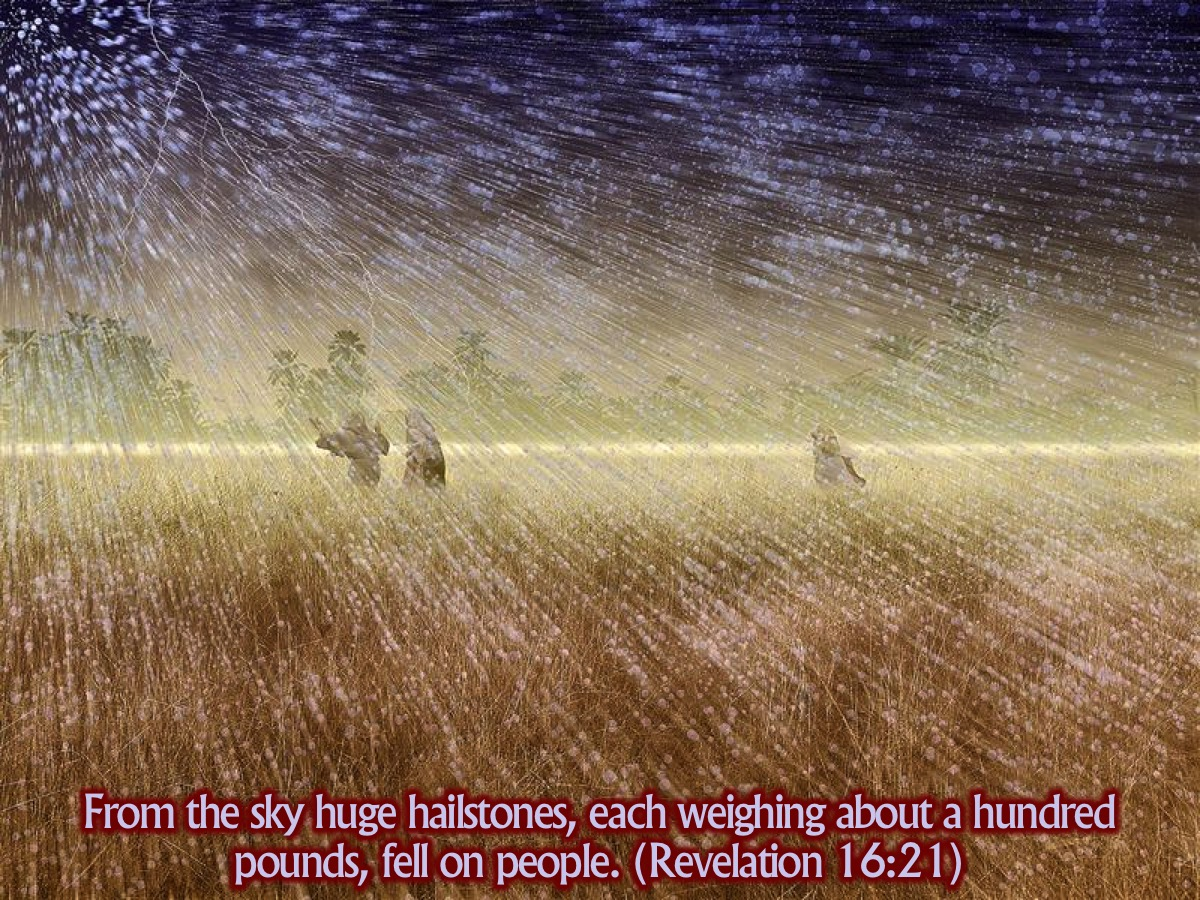 From the sky huge hailstones, each weighing about a hundred
pounds, fell on people. (Revelation 16:21)